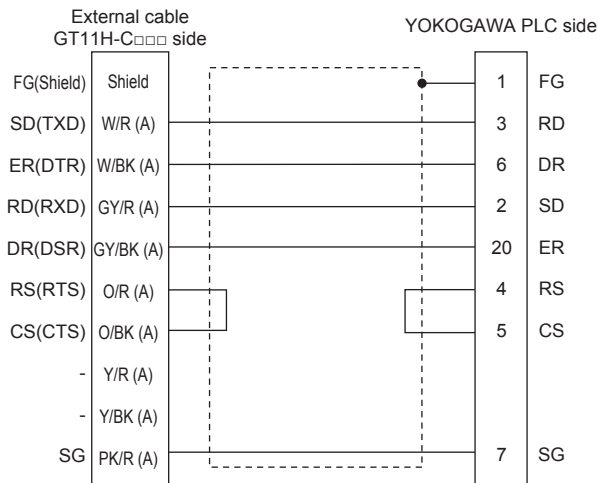 External cable
GT11H-C□□□ side
YOKOGAWA PLC side
FG(Shield) Shield 1 FG
SD(TXD) W/R (A) 3 RD
ER(DTR) W/BK (A) 6 DR
RD(RXD) GY/R (A) 2 SD
DR(DSR) GY/BK (A) 20 ER
RS(RTS) O/R (A) 4 RS
CS(CTS) O/BK (A) 5 CS
- Y/R (A)
- Y/BK (A)
SG PK/R (A) 7 SG